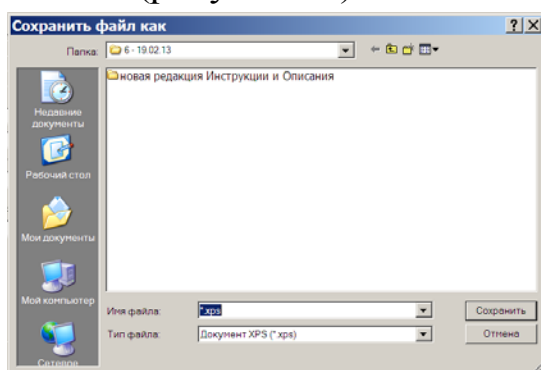 Сохранить файл как
Папка:
6 - 19.02.13
новая редакция Инструкции и Описания
Недавние
документы
Рабочий стол
Мои документы
Мой компьютер
Сетевое
Имя файла:
*.xps
Сохранить
Тип файла:
Документ XPS (*.xps)
Отмена